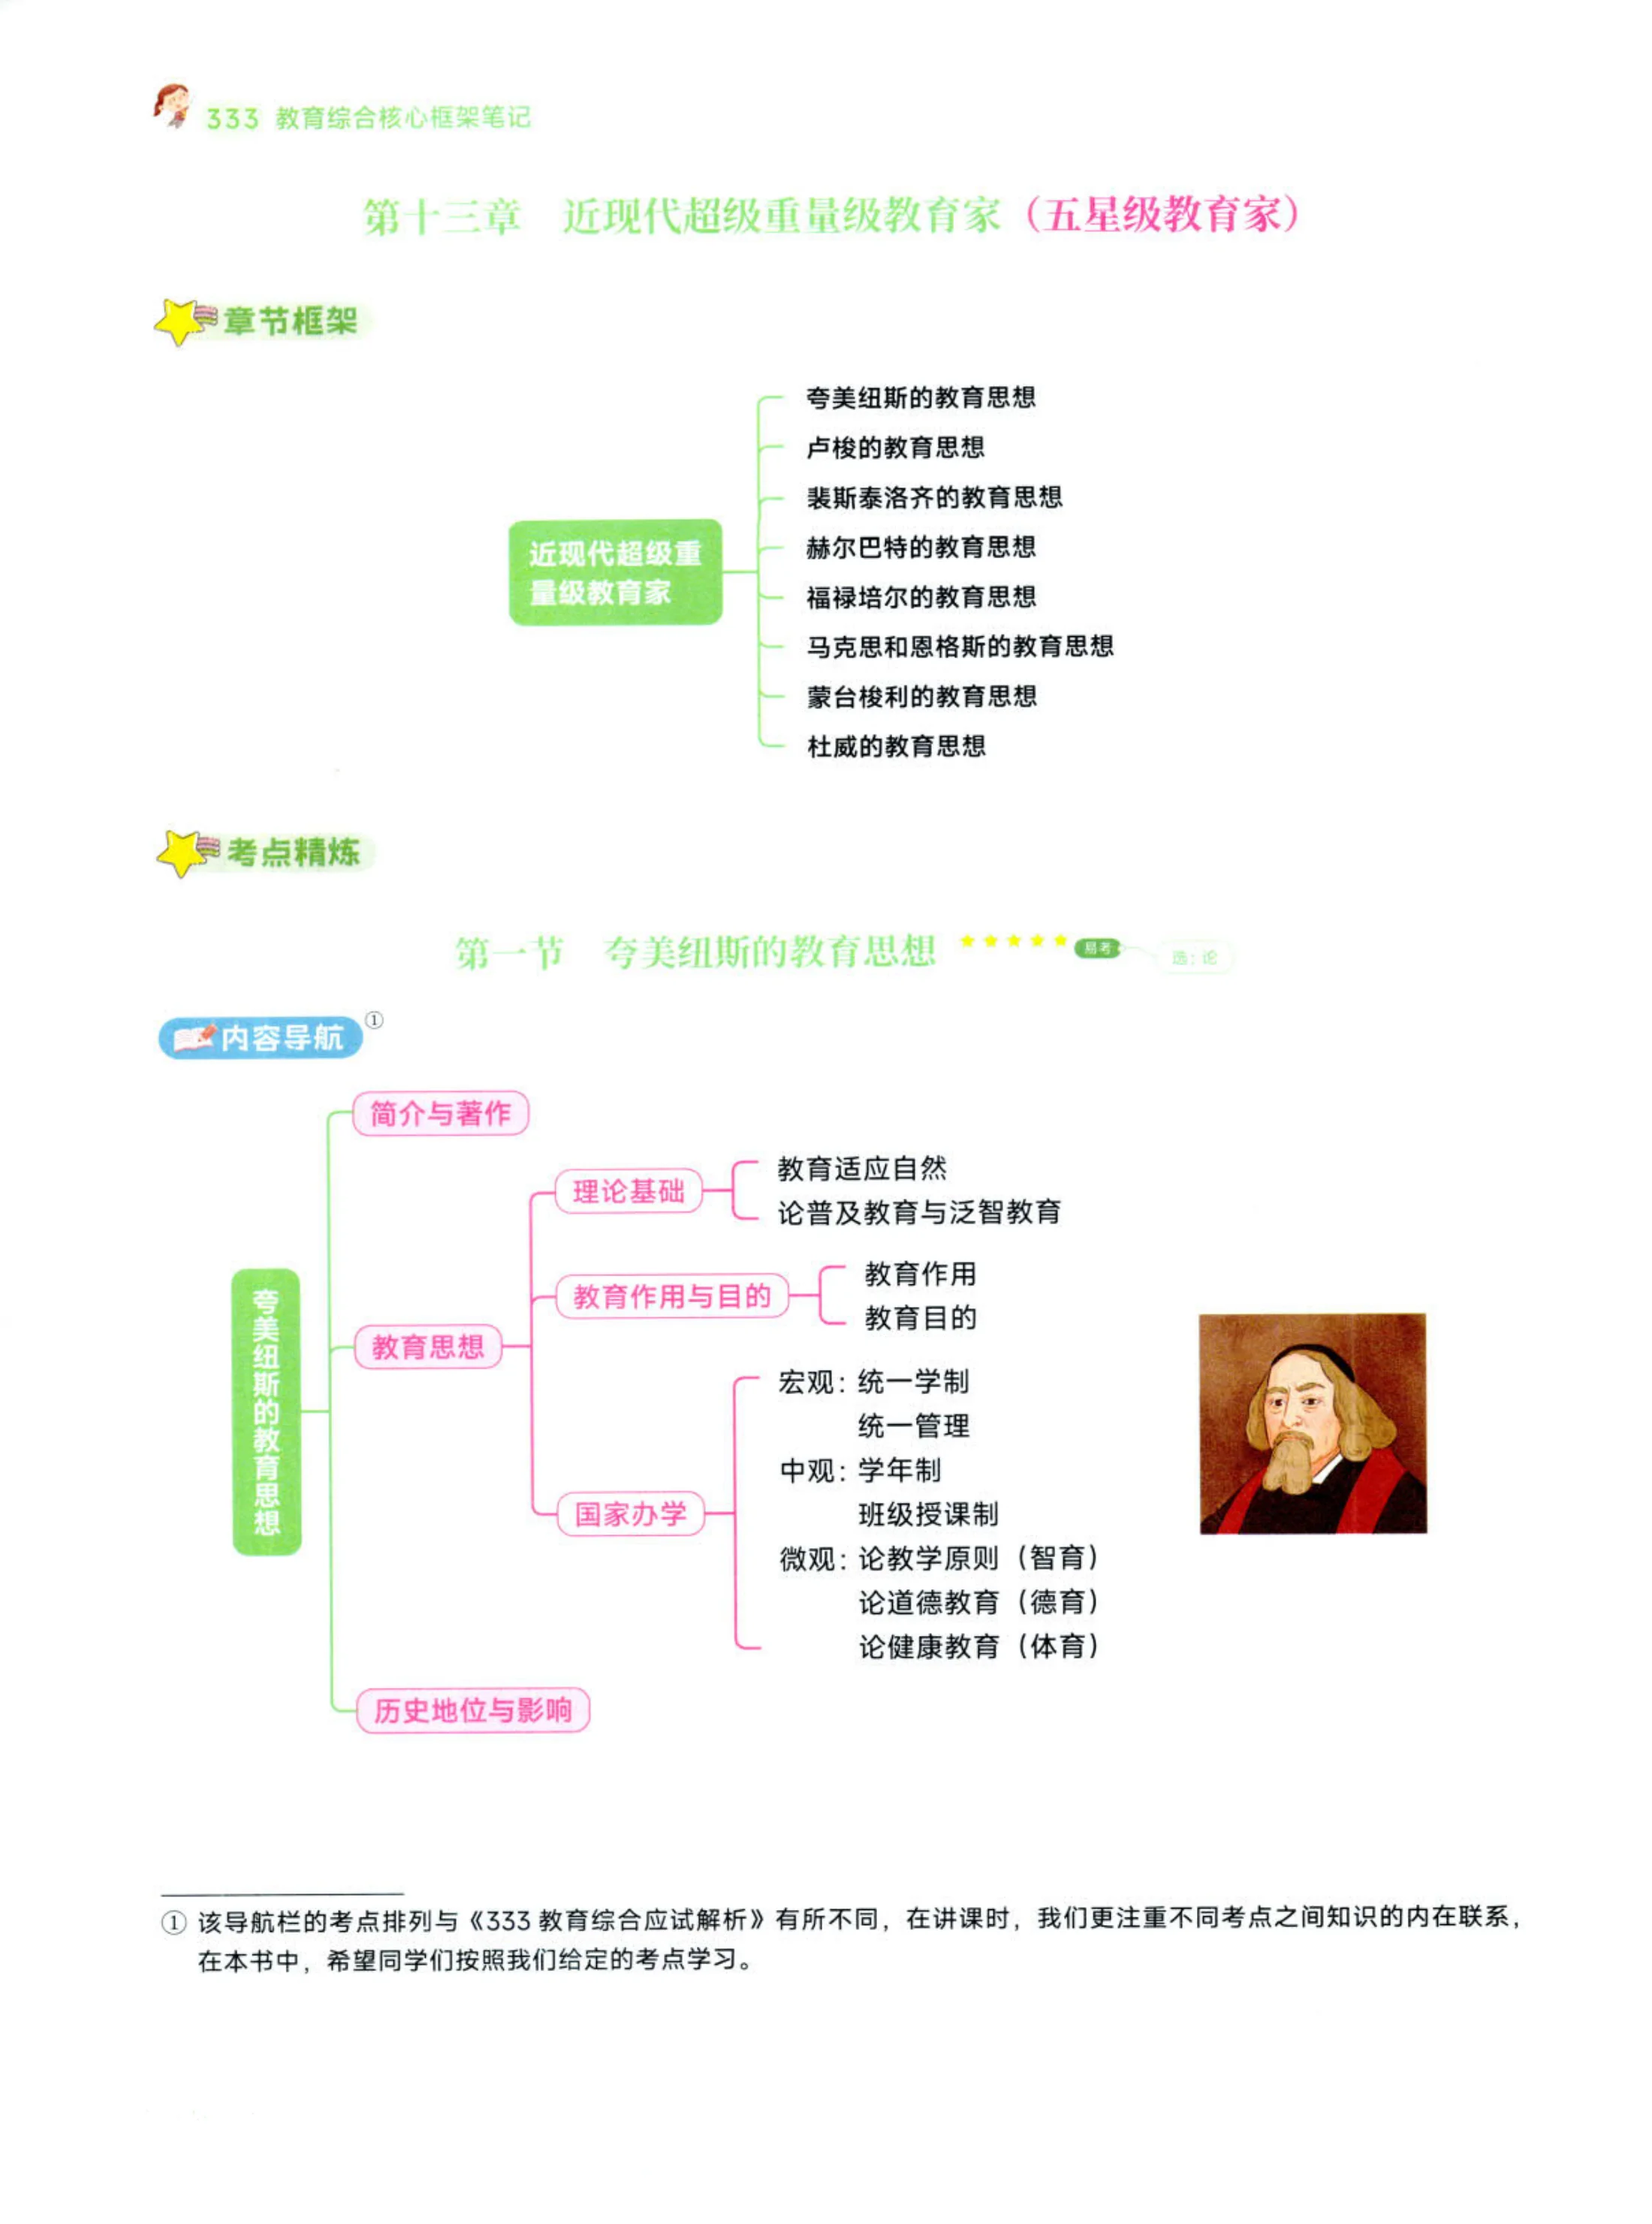 333 教育综合核心框架笔记
第十三章 近现代超级重量级教育家（五星级教育家）
章节框架
近现代超级重
量级教育家
夸美纽斯的教育思想
卢梭的教育思想
裴斯泰洛齐的教育思想
赫尔巴特的教育思想
福禄培尔的教育思想
马克思和恩格斯的教育思想
蒙台梭利的教育思想
杜威的教育思想
考点精炼
第一节 夸美纽斯的教育思想 易考 选；论
内容导航①
夸美纽斯的教育思想
简介与著作
教育思想
理论基础
教育适应自然
论普及教育与泛智教育
教育作用与目的
教育作用
教育目的
国家办学
宏观：统一学制
统一管理
中观：学年制
班级授课制
微观：论教学原则（智育）
论道德教育（德育）
论健康教育（体育）
历史地位与影响
① 该导航栏的考点排列与《333 教育综合应试解析》有所不同，在讲课时，我们更注重不同考点之间知识的内在联系，
在本书中，希望同学们按照我们给定的考点学习。